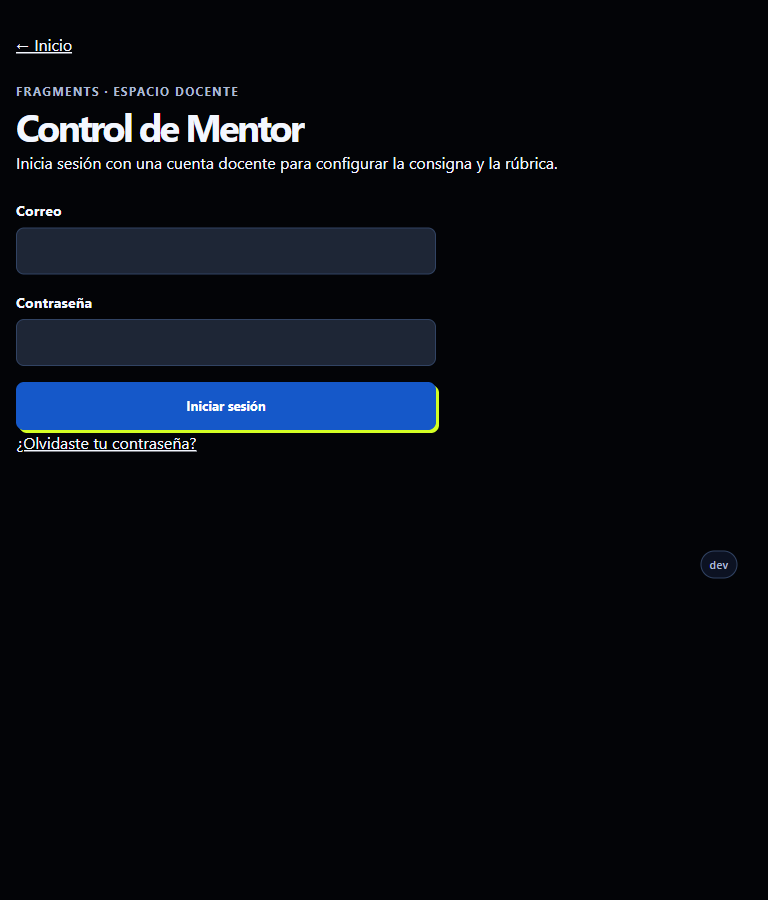 ← Inicio
FRAGMENTS · ESPACIO DOCENTE
Control de Mentor
Inicia sesión con una cuenta docente para configurar la consigna y la rúbrica.
Correo
Contraseña
Iniciar sesión
¿Olvidaste tu contraseña?
dev